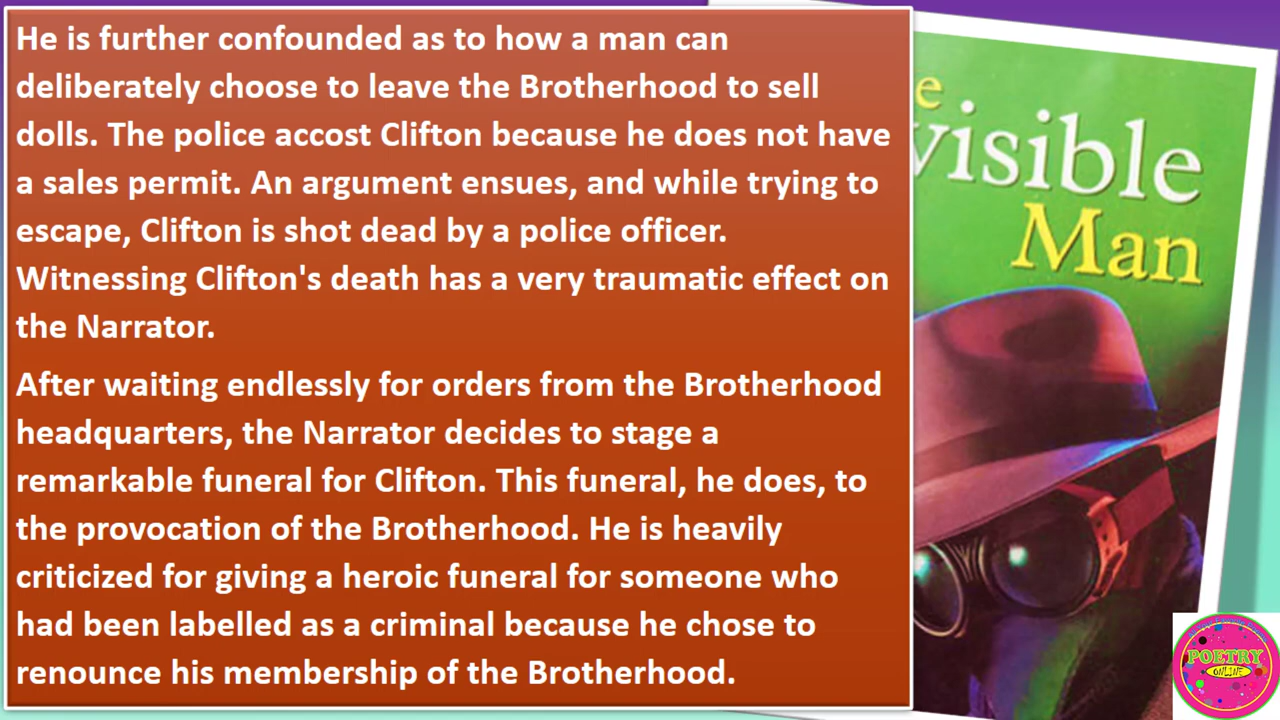 He is further confounded as to how a man can
deliberately choose to leave the Brotherhood to sell
dolls. The police accost Clifton because he does not have
a sales permit. An argument ensues, and while trying to
escape, Clifton is shot dead by a police officer.
Witnessing Clifton's death has a very traumatic effect on
the Narrator.
After waiting endlessly for orders from the Brotherhood
headquarters, the Narrator decides to stage a
remarkable funeral for Clifton. This funeral, he does, to
the provocation of the Brotherhood. He is heavily
criticized for giving a heroic funeral for someone who
had been labelled as a criminal because he chose to
renounce his membership of the Brotherhood.
e
visible
Man
POETRY
ONLINE